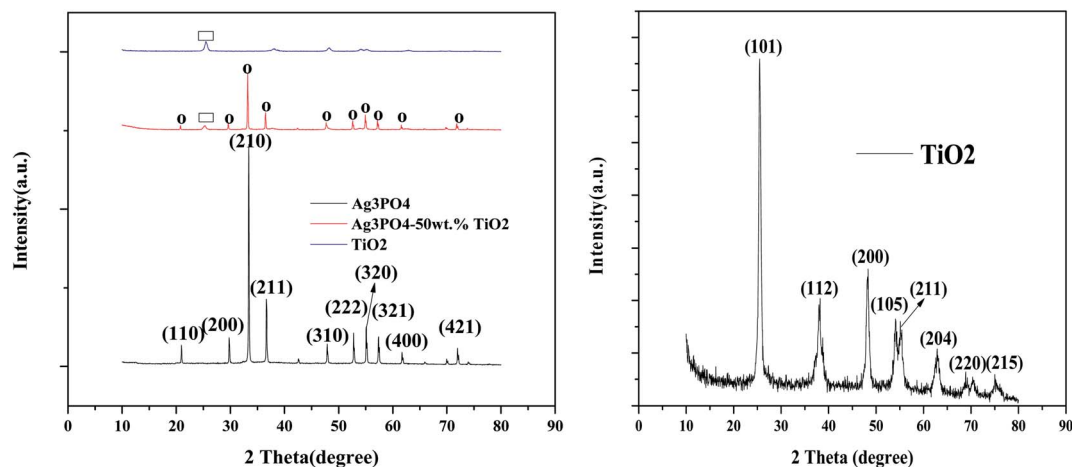 Intensity(a.u.)
o o o o o o o o o o
(210)
Ag3PO4
Ag3PO4-50wt.% TiO2
TiO2
(320)
(211)
(222) (321)
(110) (200) (310) (400) (421)
0 10 20 30 40 50 60 70 80 90
2 Theta(degree)
Intensity(a.u.)
(101)
TiO2
(200)
(112) (105) (211)
(204)
(220) (215)
0 10 20 30 40 50 60 70 80 90
2 Theta (degree)